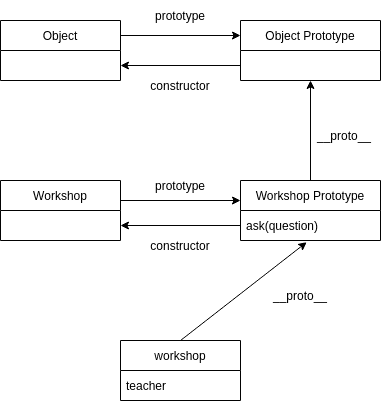 prototype
Object
Object Prototype
constructor
__proto__
prototype
Workshop
Workshop Prototype
ask(question)
constructor
__proto__
workshop
teacher